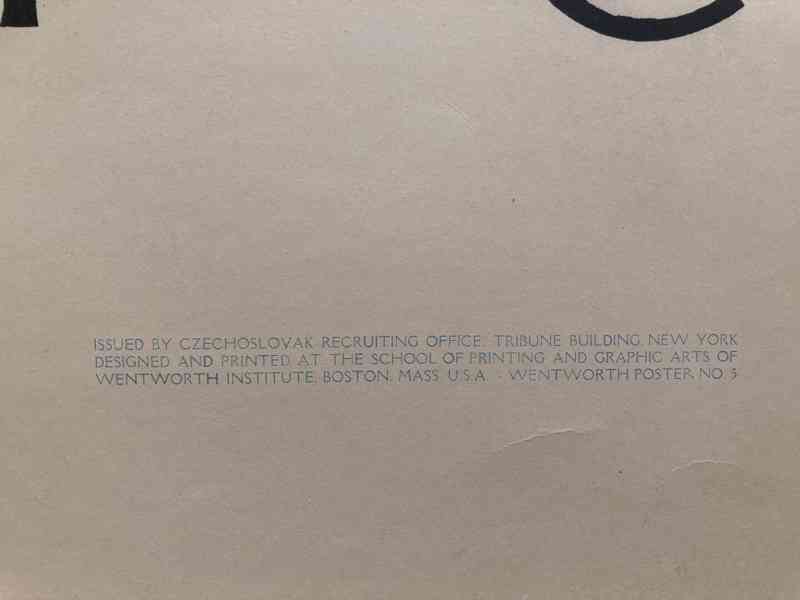 ISSUED BY CZECHOSLOVAK RECRUITING OFFICE, TRIBUNE BUILDING, NEW YORK
DESIGNED AND PRINTED AT THE SCHOOL OF PRINTING AND GRAPHIC ARTS OF
WENTWORTH INSTITUTE, BOSTON, MASS. U.S.A. - WENTWORTH POSTER NO. 5